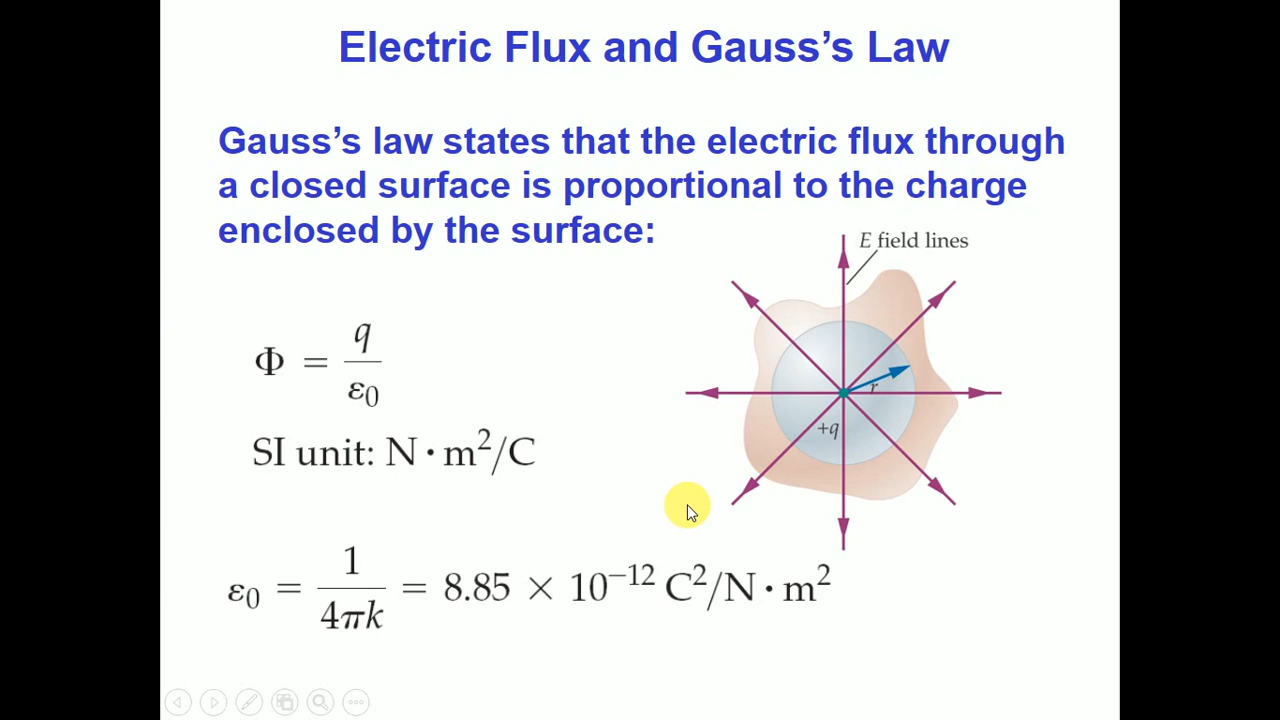 Electric Flux and Gauss’s Law
Gauss’s law states that the electric flux through
a closed surface is proportional to the charge
enclosed by the surface:
E field lines
r
+q
Φ = q/ε₀
SI unit: N·m²/C
ε₀ = 1/4πk = 8.85 × 10⁻¹² C²/N·m²